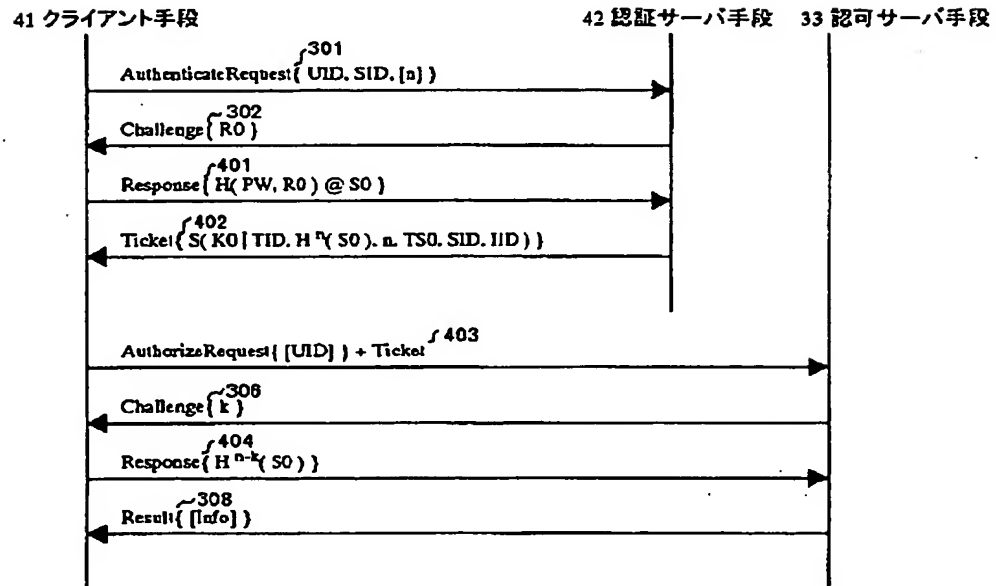 41 クライアント手段
42 認証サーバ手段
33 認可サーバ手段
301
AuthenticateRequest{ UID. SID. [n] }
302
Challenge{ R0 }
401
Response{ H( PW, R0 ) @ S0 }
402
Ticket{ S( K0 | TID. Hⁿ( S0 ). n. TS0. SID. IID ) }
403
AuthorizeRequest{ [UID] } + Ticket
306
Challenge{ k }
404
Response{ Hⁿ⁻ᵏ( S0 ) }
308
Result{ [Info] }